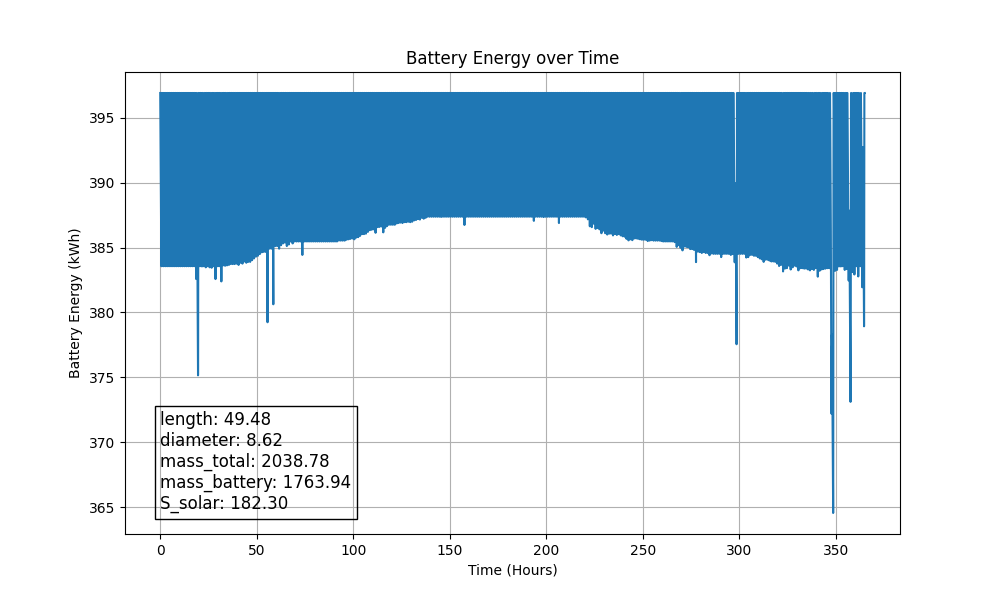 Battery Energy over Time
Battery Energy (kWh)
395
390
385
380
375
370
365
length: 49.48
diameter: 8.62
mass_total: 2038.78
mass_battery: 1763.94
S_solar: 182.30
0 50 100 150 200 250 300 350
Time (Hours)